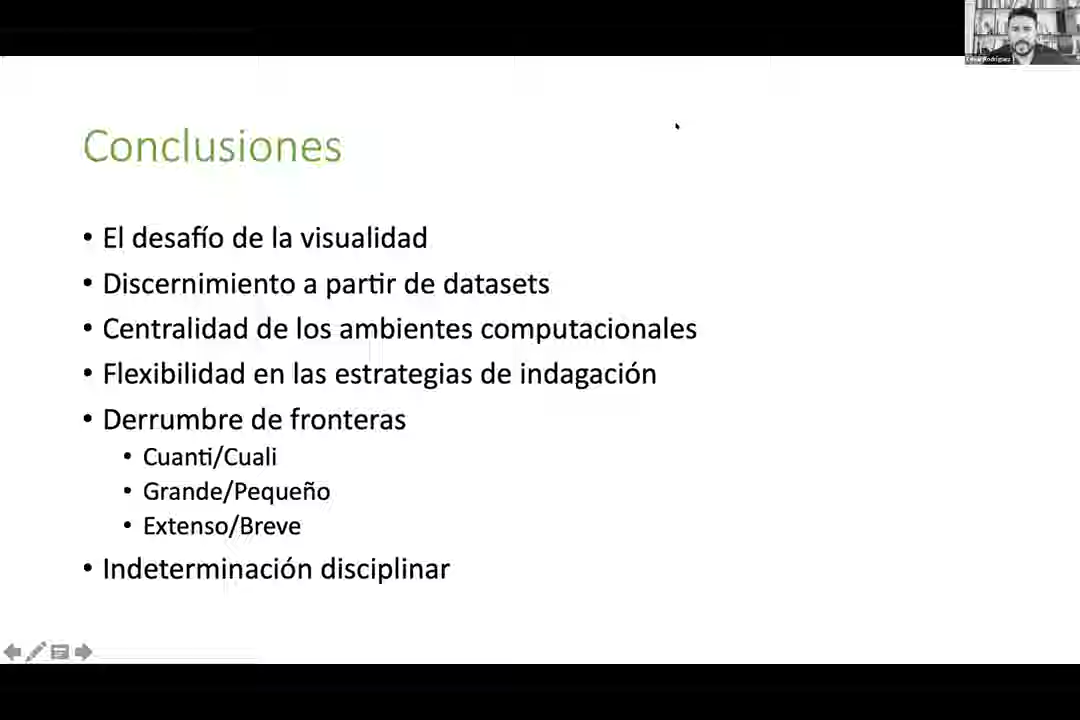 Conclusiones
• El desafío de la visualidad
• Discernimiento a partir de datasets
• Centralidad de los ambientes computacionales
• Flexibilidad en las estrategias de indagación
• Derrumbre de fronteras
• Cuanti/Cuali
• Grande/Pequeño
• Extenso/Breve
• Indeterminación disciplinar